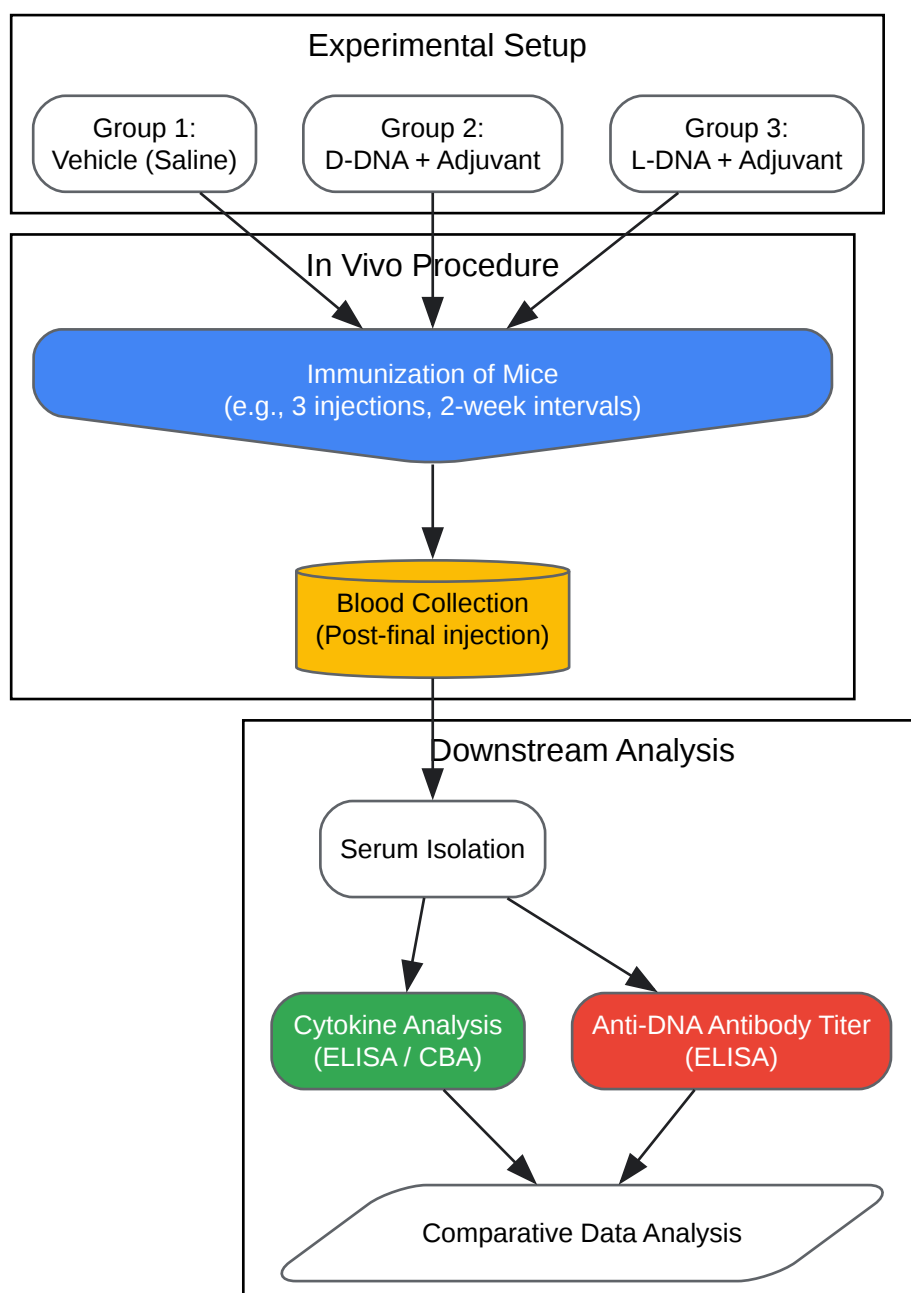 Experimental Setup
Group 1:
Vehicle (Saline)
Group 2:
D-DNA + Adjuvant
Group 3:
L-DNA + Adjuvant
In Vivo Procedure
Immunization of Mice
(e.g., 3 injections, 2-week intervals)
Blood Collection
(Post-final injection)
Downstream Analysis
Serum Isolation
Cytokine Analysis
(ELISA / CBA)
Anti-DNA Antibody Titer
(ELISA)
Comparative Data Analysis